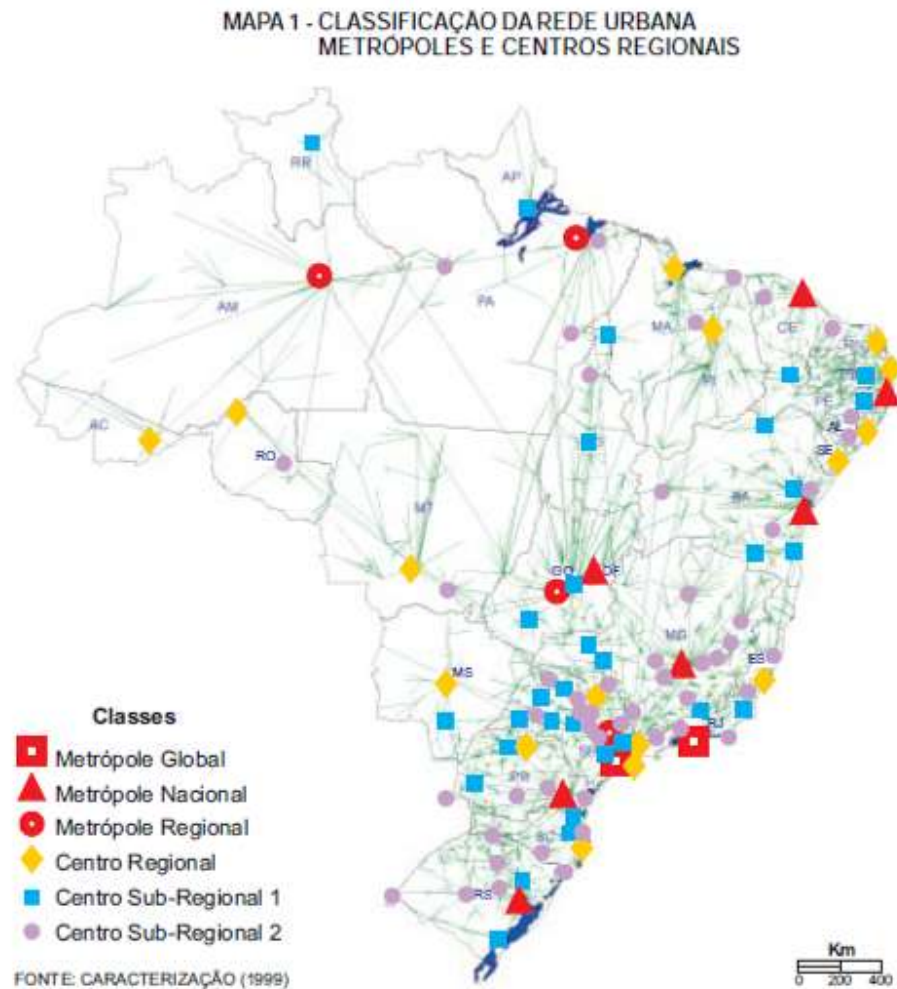 MAPA 1 - CLASSIFICAÇÃO DA REDE URBANA
METRÓPOLES E CENTROS REGIONAIS
RR
AP
AM
PA
MA
CE
AC
RO
PE
AL
SE
BA
MT
GO
DF
MG
ES
MS
RJ
PR
SC
RS
Classes
Metrópole Global
Metrópole Nacional
Metrópole Regional
Centro Regional
Centro Sub-Regional 1
Centro Sub-Regional 2
FONTE: CARACTERIZAÇÃO (1999)
Km
0 200 400